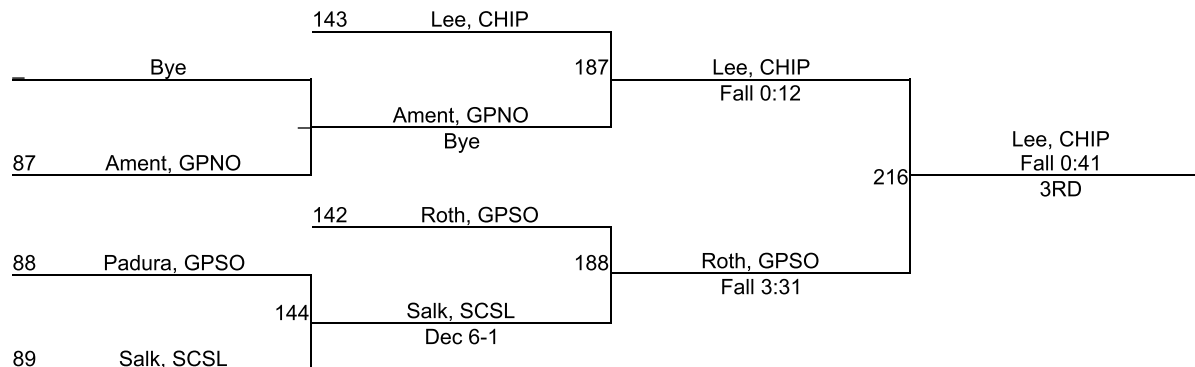 143 Lee, CHIP
_ Bye
187 Lee, CHIP
Fall 0:12
_ Ament, GPNO
Bye
87 Ament, GPNO
216 Lee, CHIP
Fall 0:41
3RD
142 Roth, GPSO
88 Padura, GPSO
188 Roth, GPSO
Fall 3:31
144 Salk, SCSL
Dec 6-1
89 Salk, SCSL